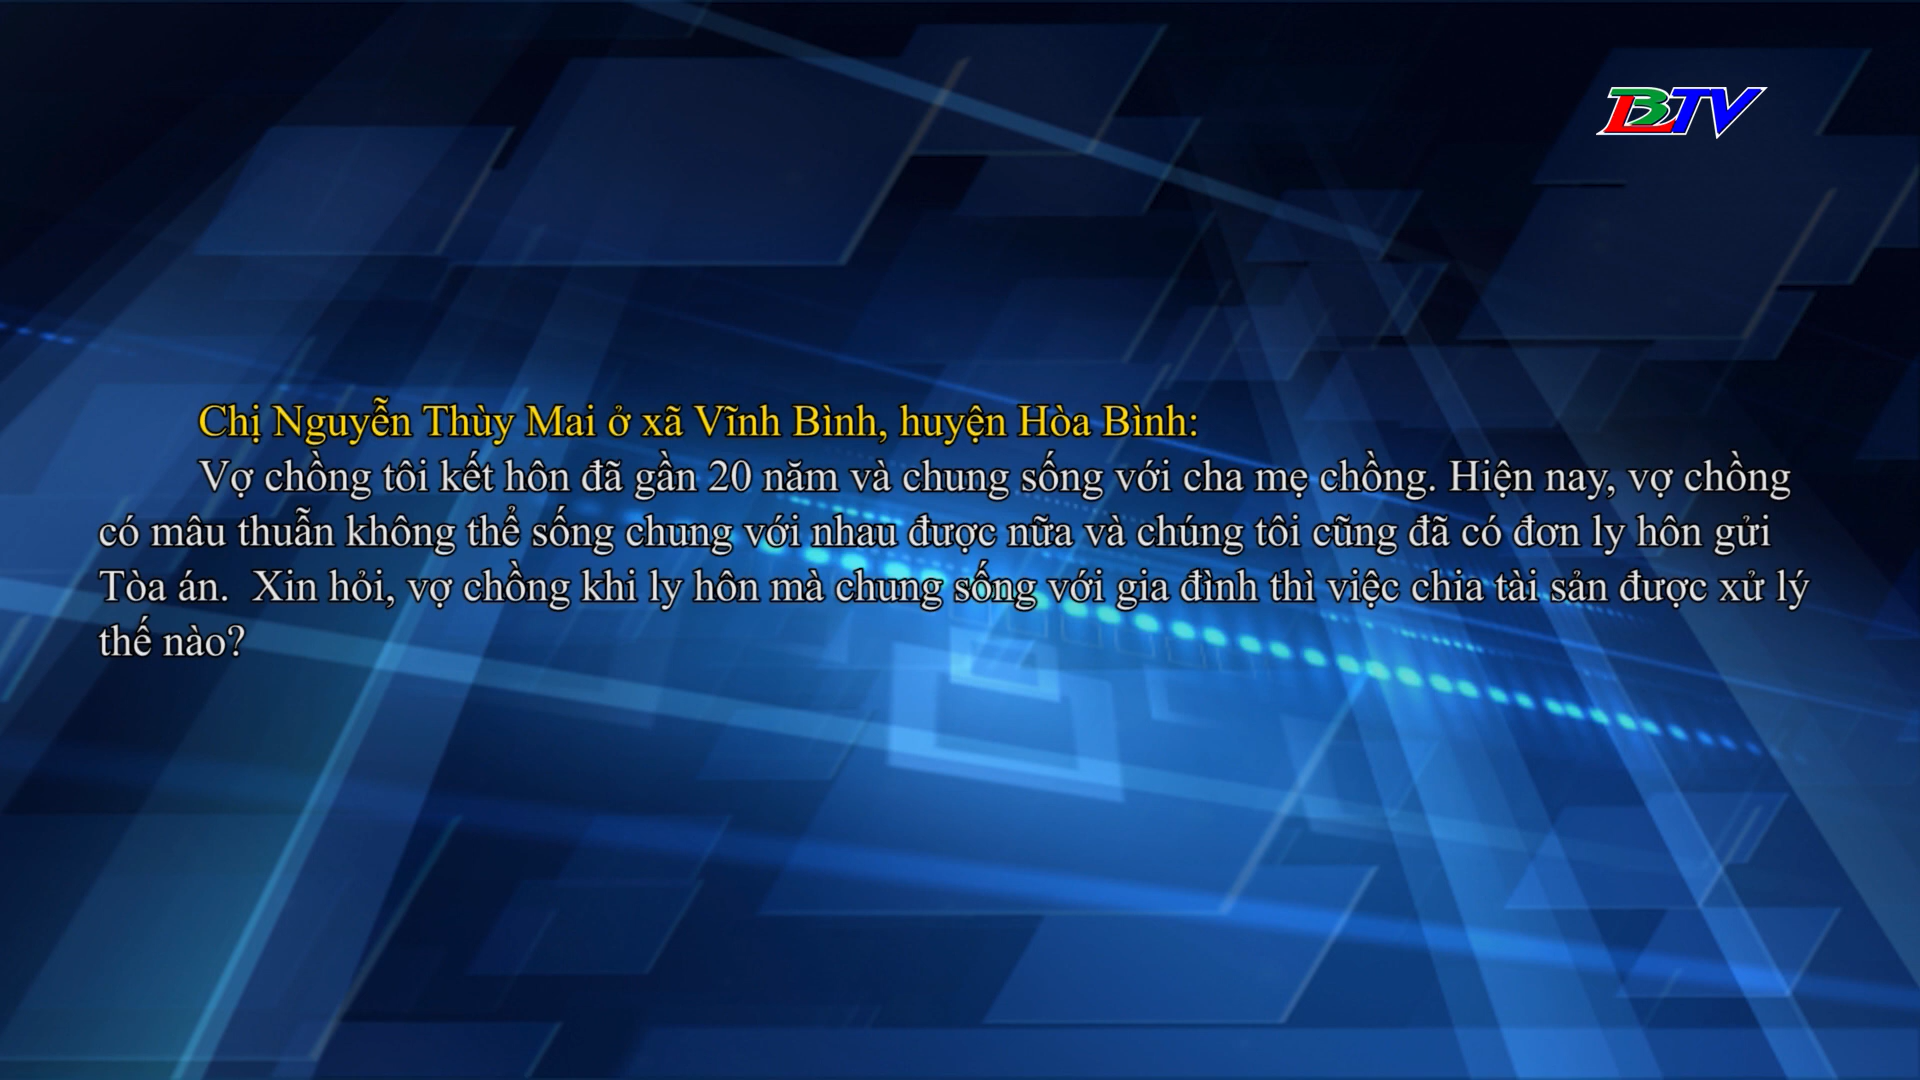 BTV
Chị Nguyễn Thùy Mai ở xã Vĩnh Bình, huyện Hòa Bình:
Vợ chồng tôi kết hôn đã gần 20 năm và chung sống với cha mẹ chồng. Hiện nay, vợ chồng
có mâu thuẫn không thể sống chung với nhau được nữa và chúng tôi cũng đã có đơn ly hôn gửi
Tòa án.  Xin hỏi, vợ chồng khi ly hôn mà chung sống với gia đình thì việc chia tài sản được xử lý
thế nào?